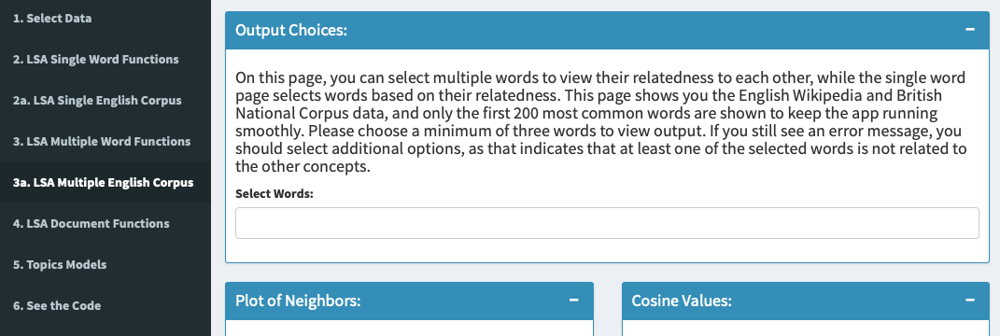 1. Select Data
2. LSA Single Word Functions
2a. LSA Single English Corpus
3. LSA Multiple Word Functions
3a. LSA Multiple English Corpus
4. LSA Document Functions
5. Topics Models
6. See the Code
Output Choices:
On this page, you can select multiple words to view their relatedness to each other, while the single word
page selects words based on their relatedness. This page shows you the English Wikipedia and British
National Corpus data, and only the first 200 most common words are shown to keep the app running
smoothly. Please choose a minimum of three words to view output. If you still see an error message, you
should select additional options, as that indicates that at least one of the selected words is not related to
the other concepts.
Select Words:
Plot of Neighbors:
Cosine Values: